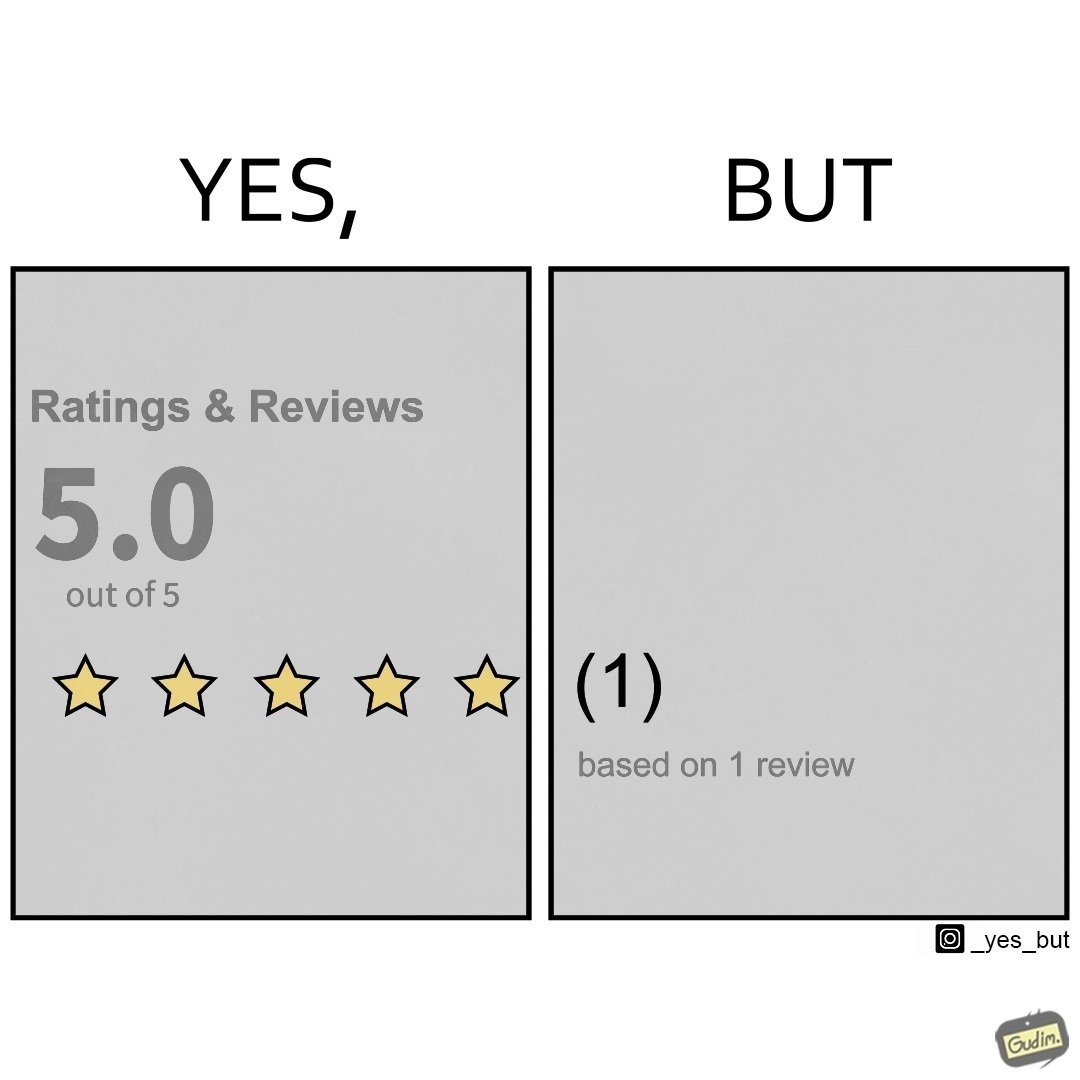 YES,
BUT
Ratings & Reviews
5.0
out of 5
(1)
based on 1 review
_yes_but
Gudim.